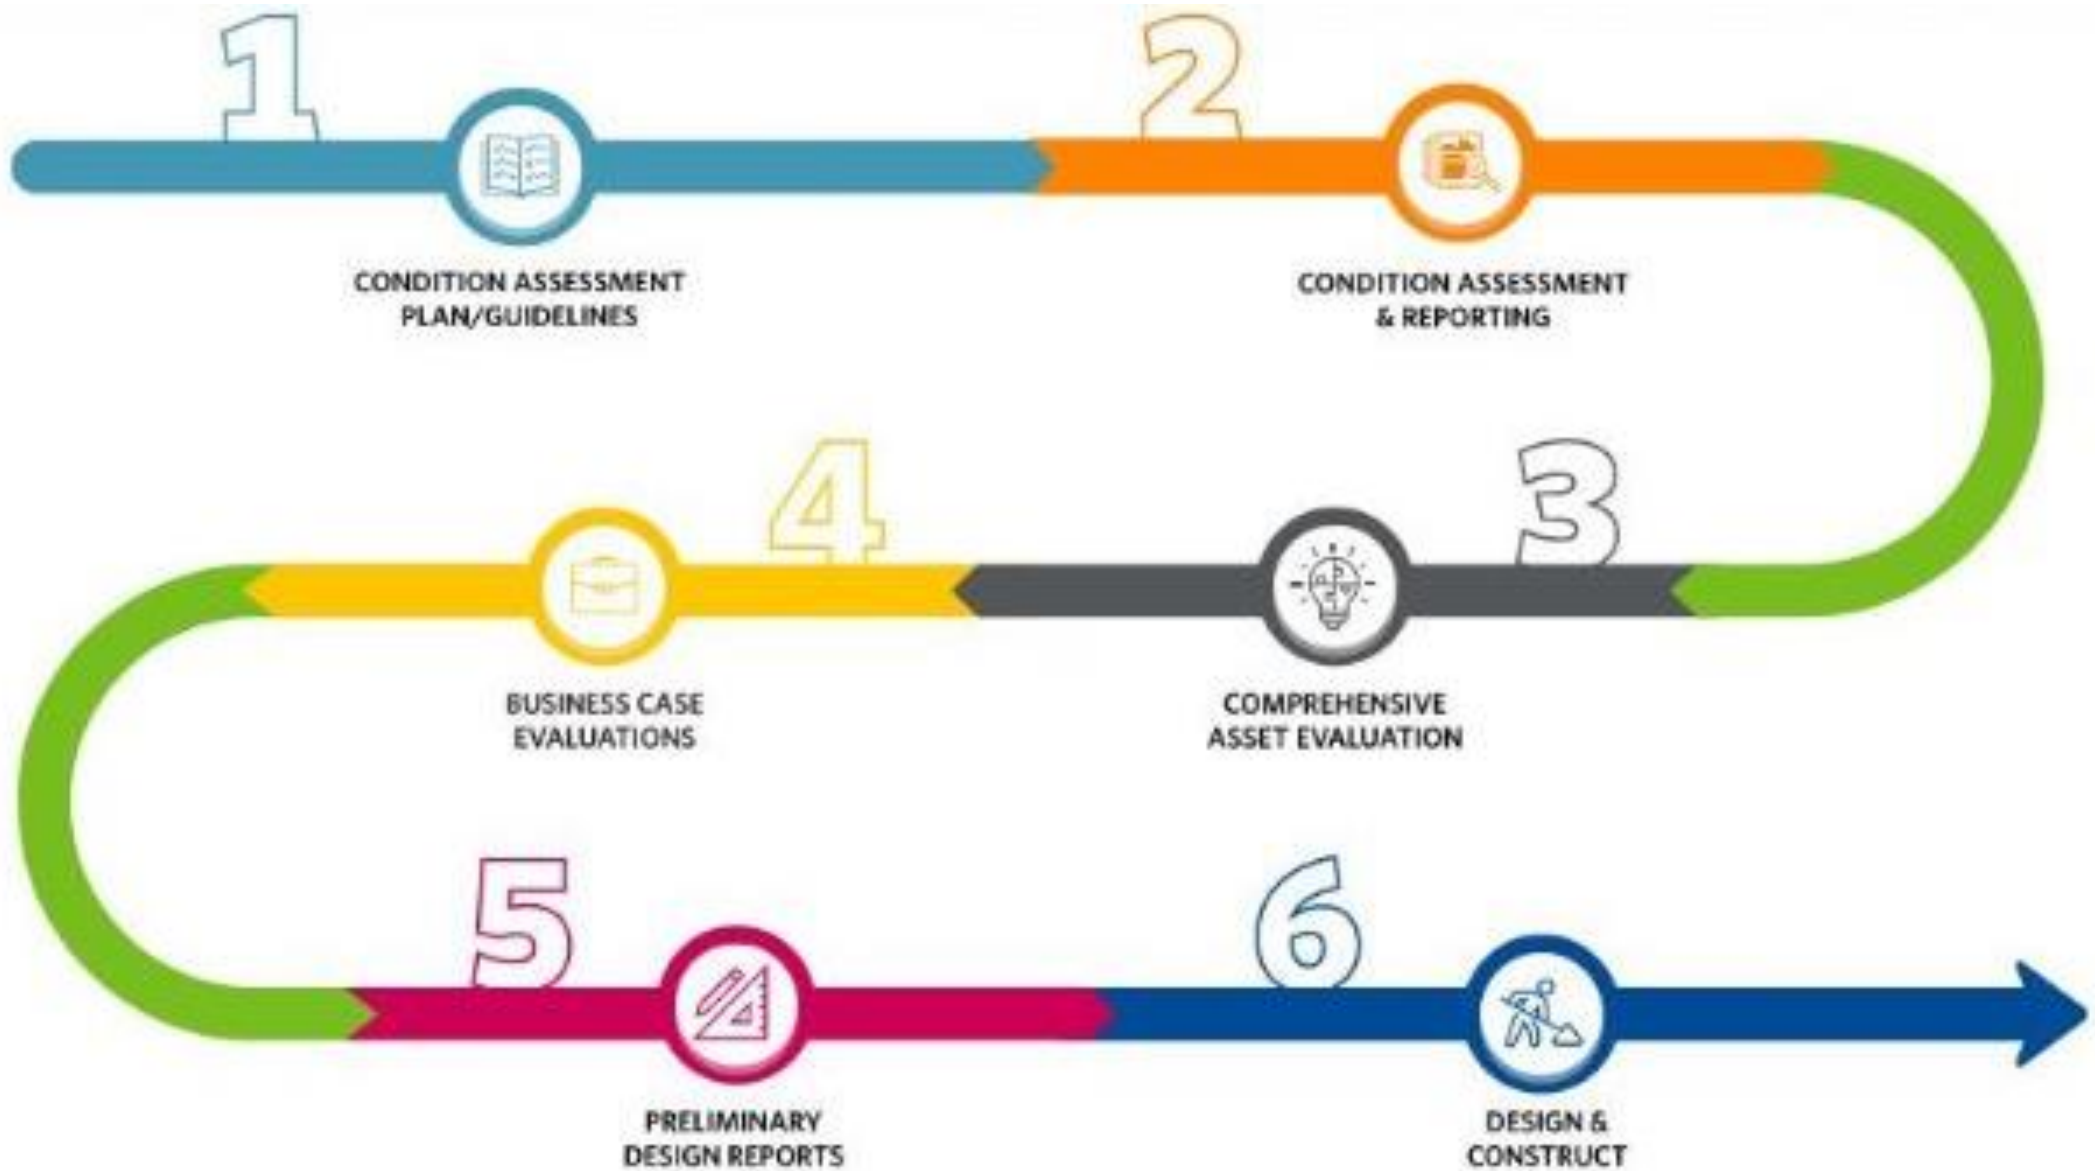 1
CONDITION ASSESSMENT
PLAN/GUIDELINES
2
CONDITION ASSESSMENT
& REPORTING
3
COMPREHENSIVE
ASSET EVALUATION
4
BUSINESS CASE
EVALUATIONS
5
PRELIMINARY
DESIGN REPORTS
6
DESIGN &
CONSTRUCT